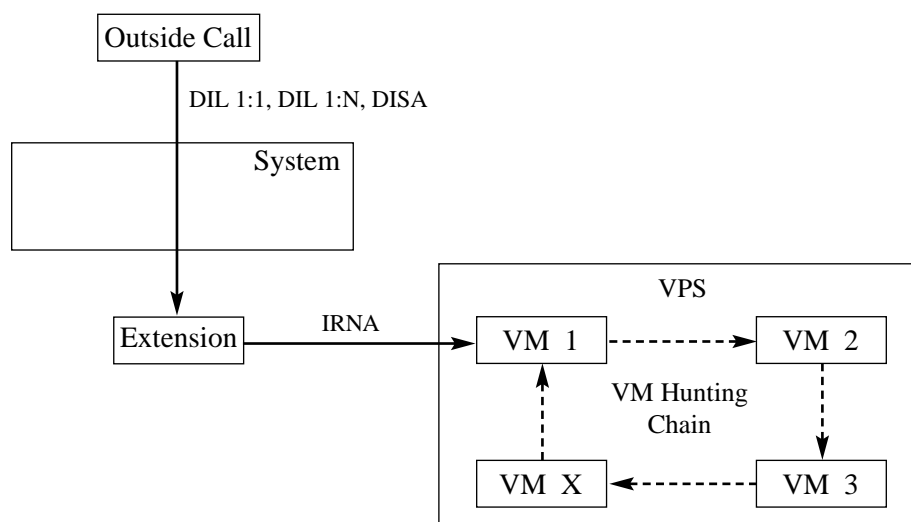 Outside Call
DIL 1:1, DIL 1:N, DISA
System
VPS
Extension
IRNA
VM 1
VM 2
VM Hunting
Chain
VM X
VM 3